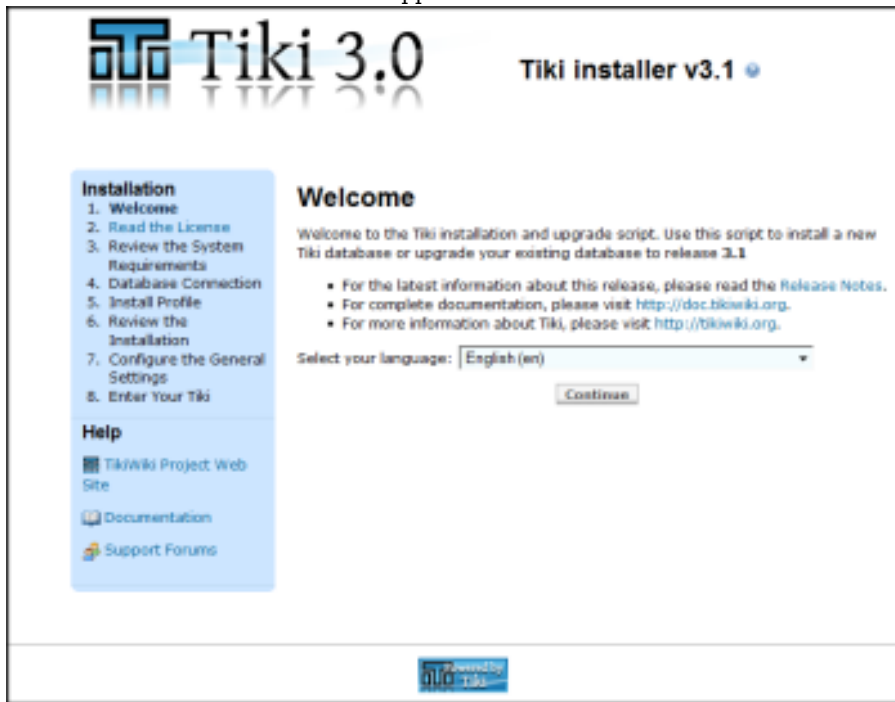 Tiki 3.0
Tiki installer v3.1
Installation
1. Welcome
2. Read the License
3. Review the System
Requirements
4. Database Connection
5. Install Profile
6. Review the
Installation
7. Configure the General
Settings
8. Enter Your Tiki
Help
TikiWiki Project Web
Site
Documentation
Support Forums
Welcome
Welcome to the Tiki installation and upgrade script. Use this script to install a new
Tiki database or upgrade your existing database to release 3.1
• For the latest information about this release, please read the Release Notes.
• For complete documentation, please visit http://doc.tikiwiki.org.
• For more information about Tiki, please visit http://tikiwiki.org.
Select your language: English (en)
Continue
Powered by
Tiki